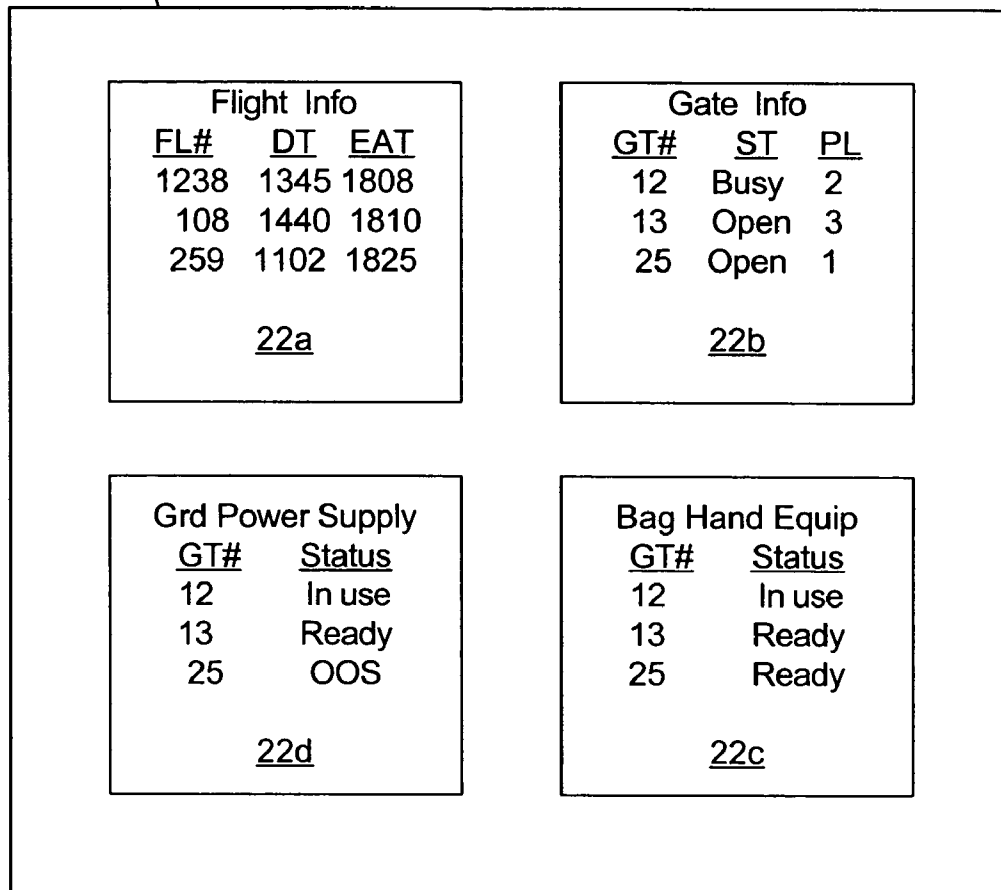 Flight Info
FL# DT EAT
1238 1345 1808
108 1440 1810
259 1102 1825
22a
Gate Info
GT# ST PL
12 Busy 2
13 Open 3
25 Open 1
22b
Grd Power Supply
GT# Status
12 In use
13 Ready
25 OOS
22d
Bag Hand Equip
GT# Status
12 In use
13 Ready
25 Ready
22c